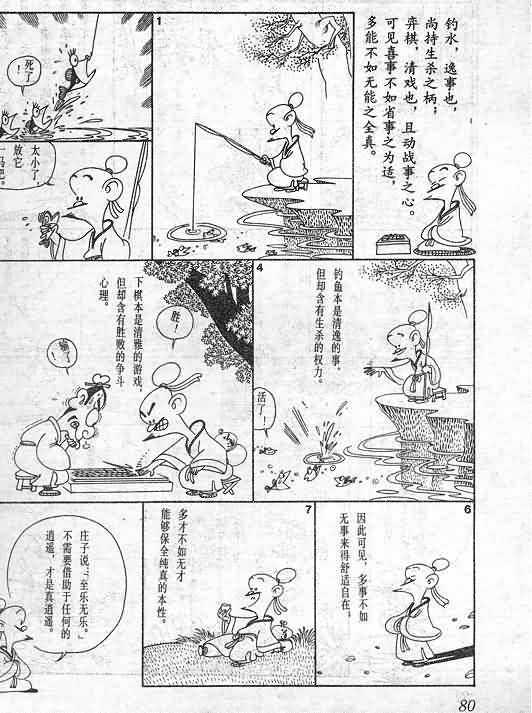 钓水，逸事也，
尚持生杀之柄；
弈棋，清戏也，且动战事之心。
可见喜事不如省事之为适，
多能不如无能之全真。
1
死了
！
太小了，
放它
一码吧。
4
钓鱼本是清逸的事，
但却含有生杀的权力。
活了！
下棋本是清雅的游戏，
但却含有胜败的争斗
心理。
胜！
输了！
6
因此可见，多事不如
无事来得舒适自在，
7
多才不如无才
能够保全纯真的本性。
庄子说：「至乐无乐。」
不需要借助于任何的
逍遥，才是真逍遥。
80